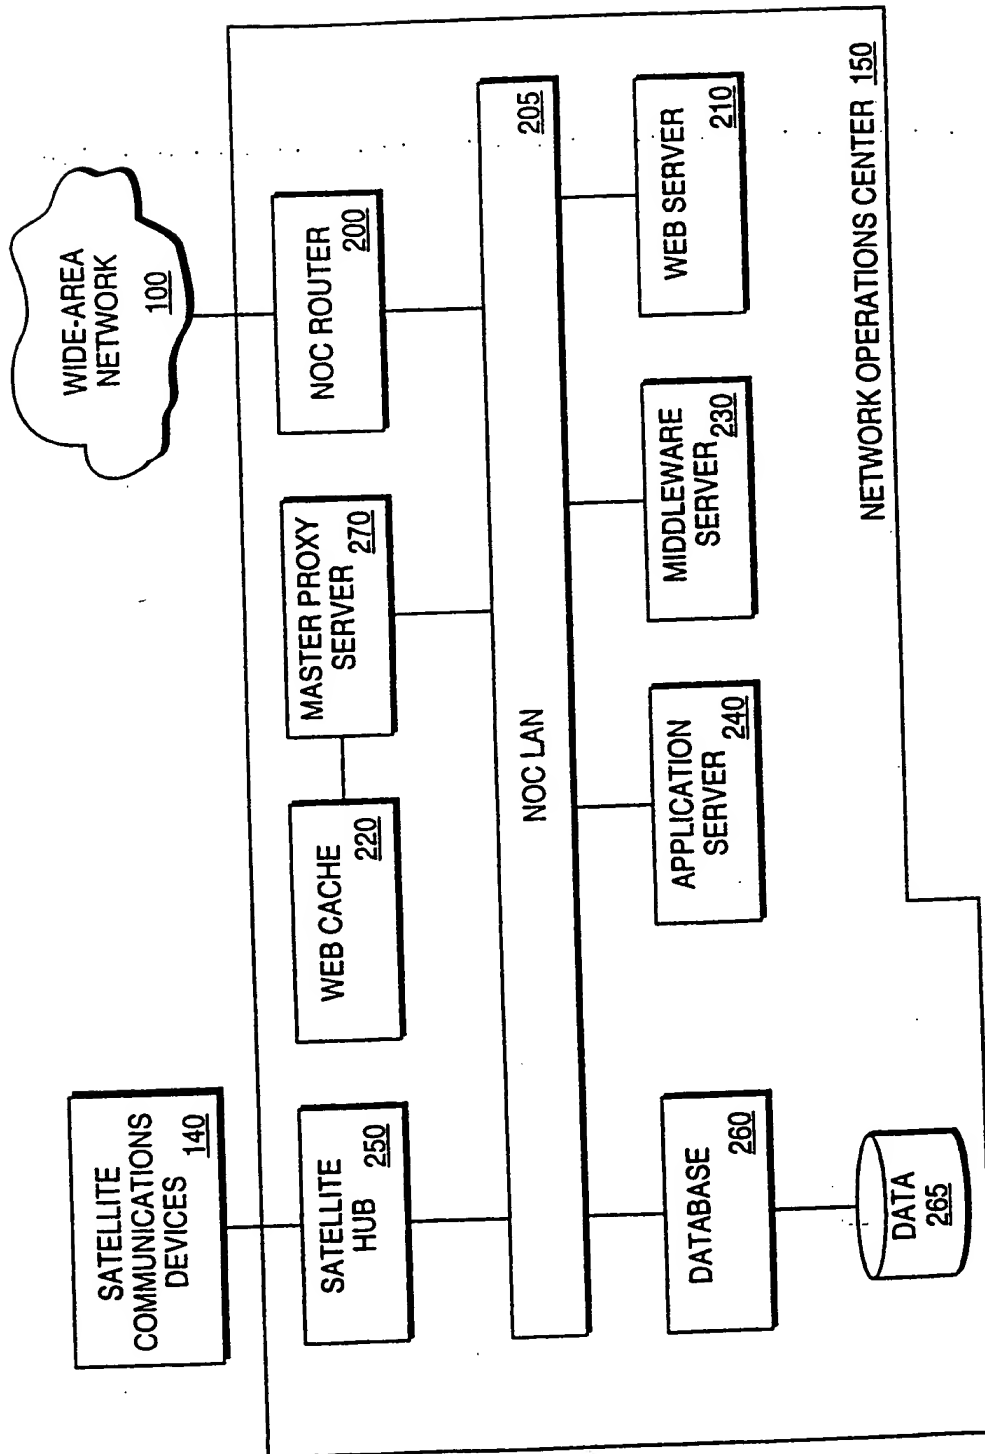 SATELLITE
COMMUNICATIONS
DEVICES
140
WIDE-AREA
NETWORK
100
SATELLITE
HUB
250
WEB CACHE
220
MASTER PROXY
SERVER
270
NOC ROUTER
200
NOC LAN
205
DATABASE
260
APPLICATION
SERVER
240
MIDDLEWARE
SERVER
230
WEB SERVER
210
DATA
265
NETWORK OPERATIONS CENTER 150